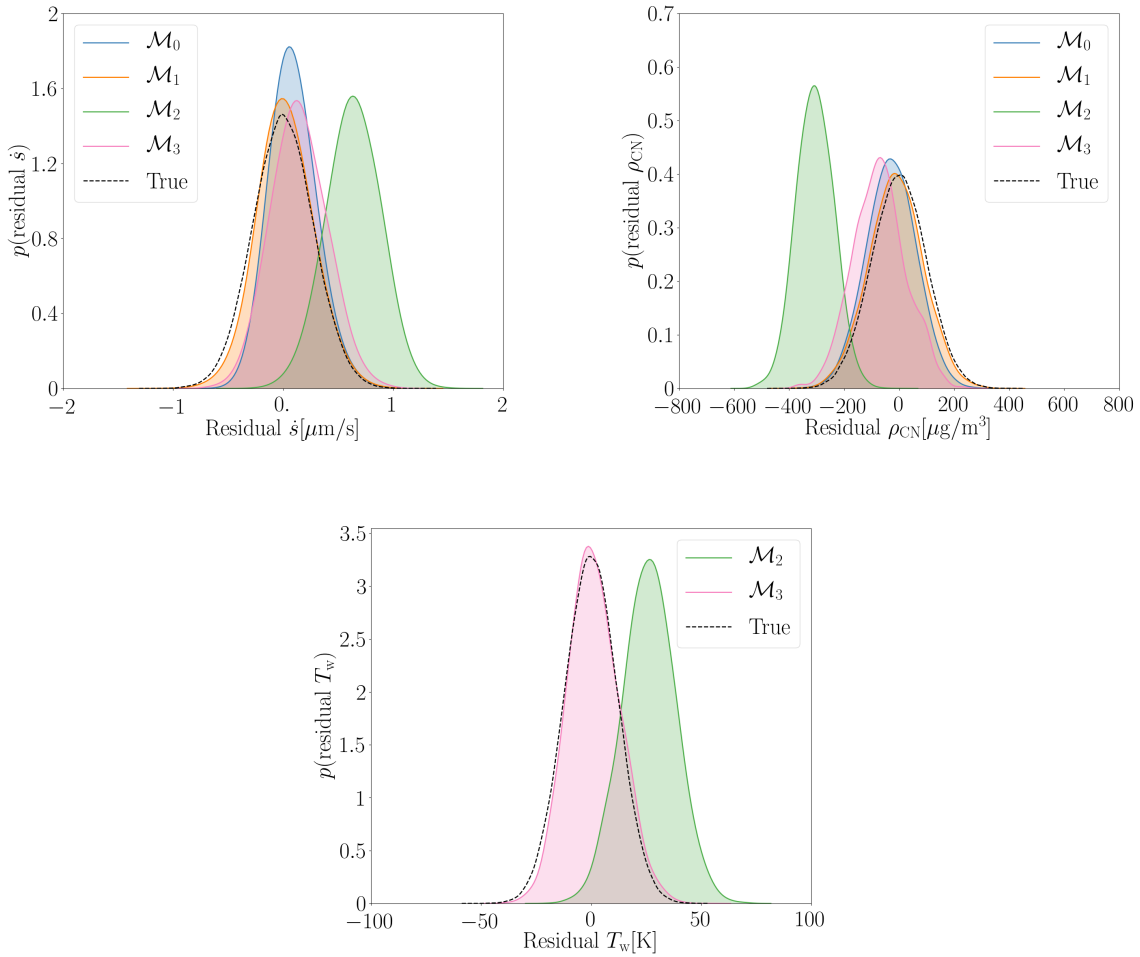 p(residual ṡ)
2
1.6
1.2
0.8
0.4
0
ℳ₀
ℳ₁
ℳ₂
ℳ₃
True
−2
−1
0.
1
2
Residual ṡ[μm/s]
p(residual ρ_CN)
0.7
0.6
0.5
0.4
0.3
0.2
0.1
0
ℳ₀
ℳ₁
ℳ₂
ℳ₃
True
−800
−600
−400
−200
0
200
400
600
800
Residual ρ_CN[μg/m³]
p(residual T_w)
3.5
3
2.5
2
1.5
1
0.5
0
ℳ₂
ℳ₃
True
−100
−50
0
50
100
Residual T_w[K]